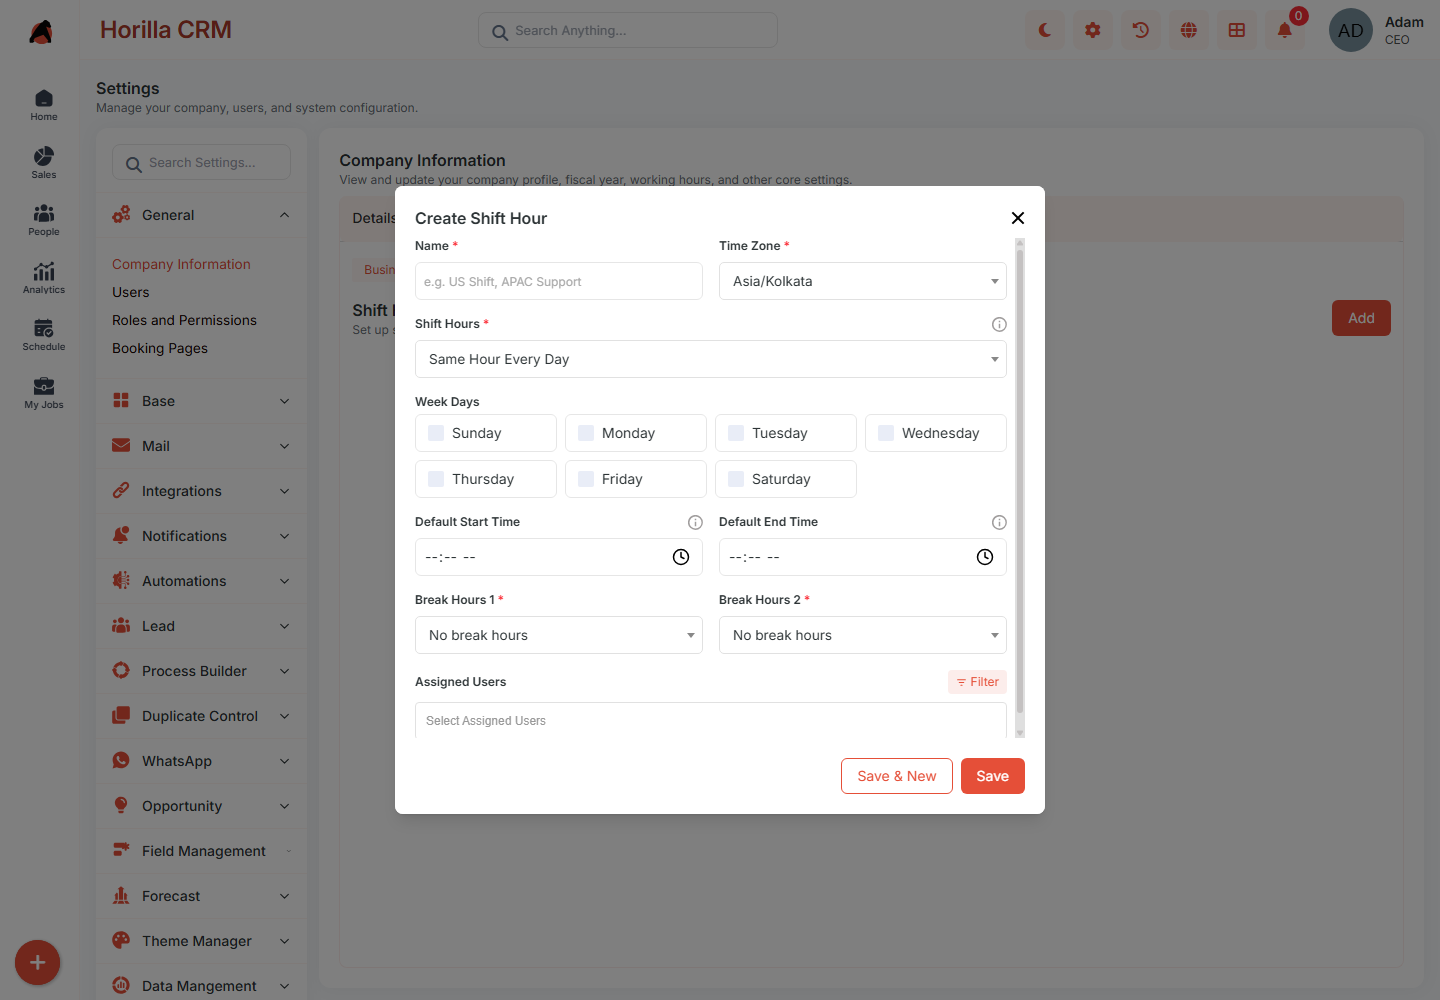 Horilla CRM
Search Anything...
0
AD
Adam
CEO
Home
Sales
People
Analytics
Schedule
My Jobs
Settings
Manage your company, users, and system configuration.
Search Settings...
General
Company Information
Users
Roles and Permissions
Booking Pages
Base
Mail
Integrations
Notifications
Automations
Lead
Process Builder
Duplicate Control
WhatsApp
Opportunity
Field Management
Forecast
Theme Manager
Data Mangement
Company Information
View and update your company profile, fiscal year, working hours, and other core settings.
Details
Busin
Shift
Set up
Add
Create Shift Hour
Name *
Time Zone *
e.g. US Shift, APAC Support
Asia/Kolkata
Shift Hours *
Same Hour Every Day
Week Days
Sunday
Monday
Tuesday
Wednesday
Thursday
Friday
Saturday
Default Start Time
Default End Time
--:-- --
--:-- --
Break Hours 1 *
Break Hours 2 *
No break hours
No break hours
Assigned Users
Filter
Select Assigned Users
Save & New
Save